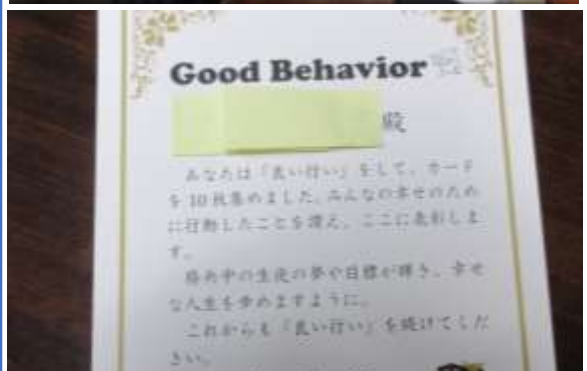 Good Behavior
殿
あなたは「良い行い」をして、カード
を10枚集めました。みんなの幸せのため
に行動したことを讃え、ここに表彰しま
す。
中の生徒の夢や目標が輝き、幸せ
な人生を歩めますように。
これからも「良い行い」を続けてくだ
さい。